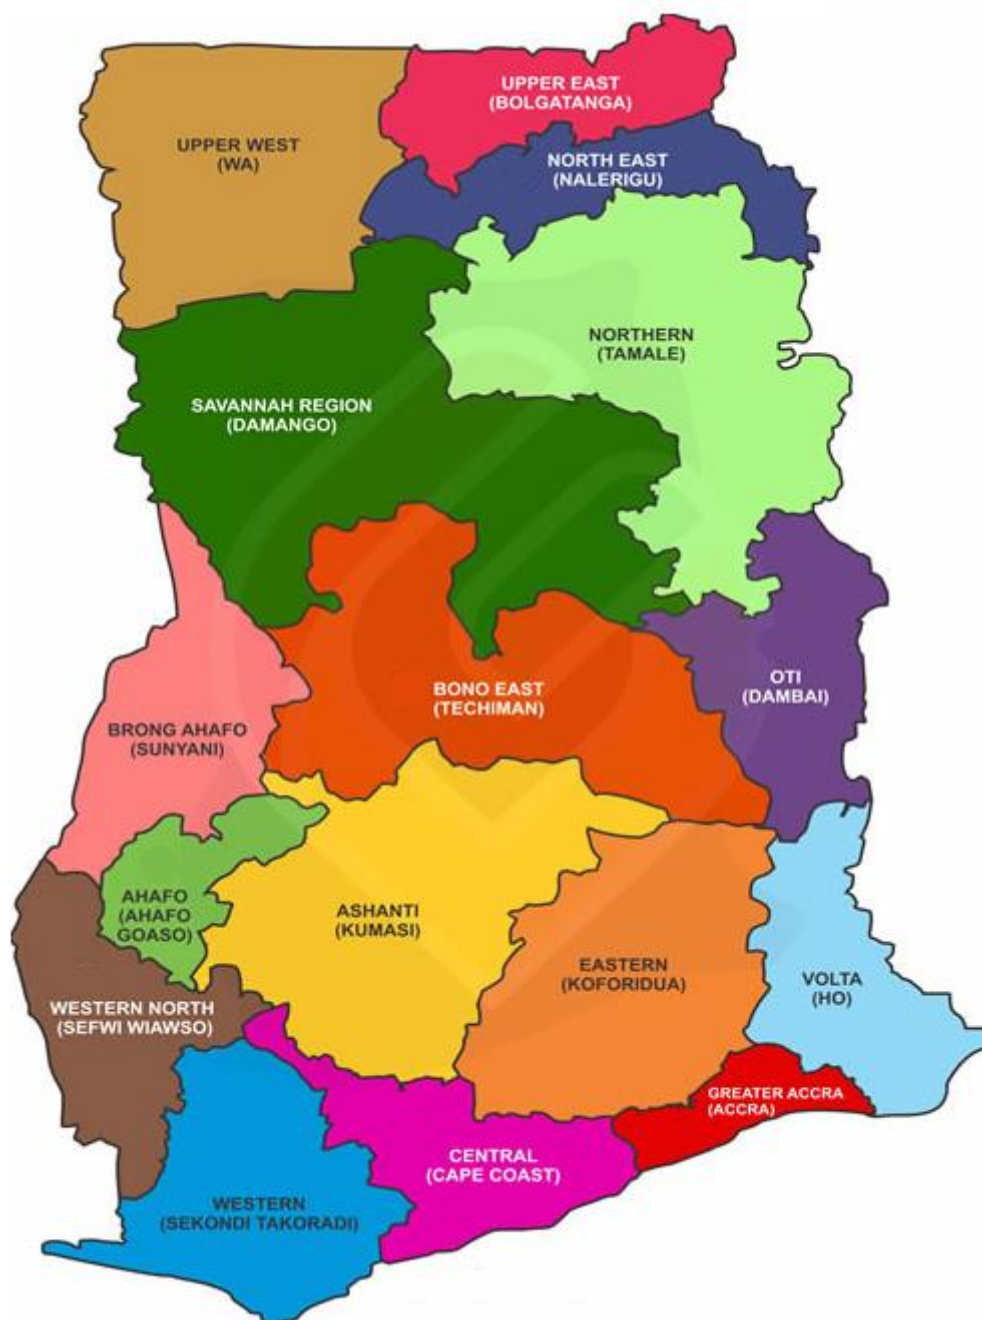 UPPER EAST
(BOLGATANGA)
UPPER WEST
(WA)
NORTH EAST
(NALERIGU)
NORTHERN
(TAMALE)
SAVANNAH REGION
(DAMANGO)
OTI
(DAMBAI)
BONO EAST
(TECHIMAN)
BRONG AHAFO
(SUNYANI)
AHAFO
(AHAFO
GOASO)
ASHANTI
(KUMASI)
EASTERN
(KOFORIDUA)
VOLTA
(HO)
WESTERN NORTH
(SEFWI WIAWSO)
GREATER ACCRA
(ACCRA)
CENTRAL
(CAPE COAST)
WESTERN
(SEKONDI TAKORADI)